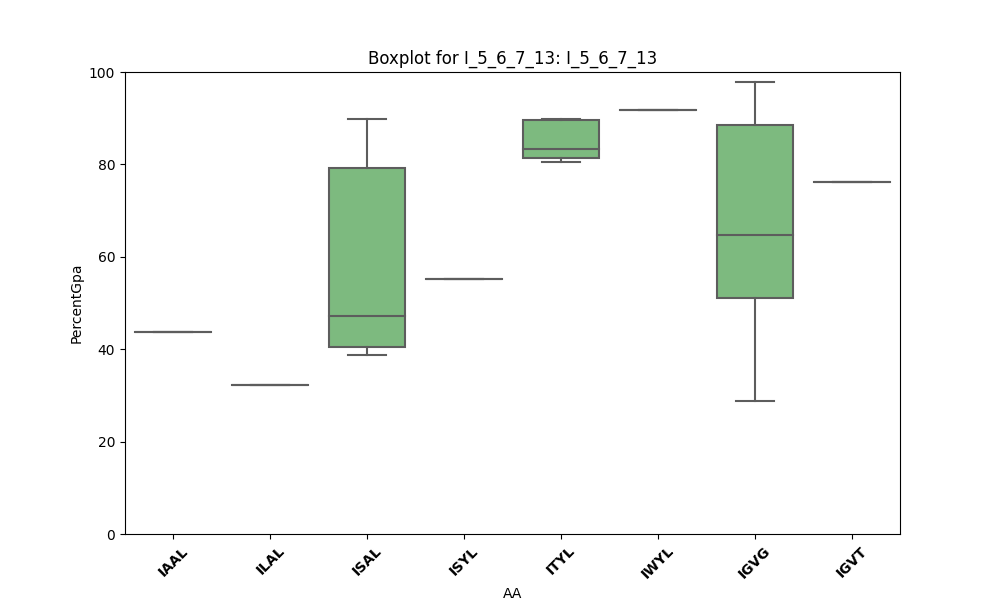 Boxplot for I_5_6_7_13: I_5_6_7_13
100
80
60
40
20
0
PercentGpa
IAAL
ILAL
ISAL
ISYL
ITYL
IWYL
IGVG
IGVT
AA